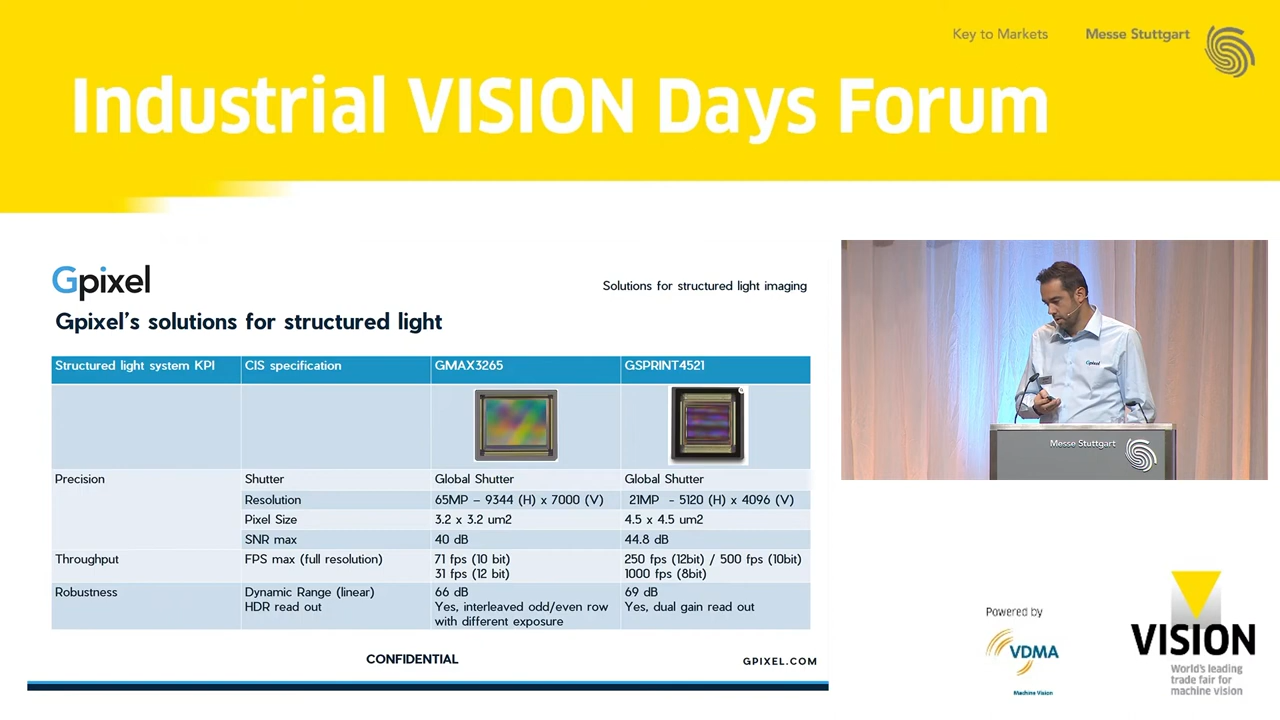 Key to Markets
Messe Stuttgart
Industrial VISION Days Forum
Gpixel
Solutions for structured light imaging
Gpixel's solutions for structured light
Structured light system KPI
CIS specification
GMAX3265
GSPRINT4521
Precision
Shutter
Global Shutter
Global Shutter
Resolution
65MP – 9344 (H) x 7000 (V)
21MP - 5120 (H) x 4096 (V)
Pixel Size
3.2 x 3.2 um2
4.5 x 4.5 um2
SNR max
40 dB
44.8 dB
Throughput
FPS max (full resolution)
71 fps (10 bit)
31 fps (12 bit)
250 fps (12bit) / 500 fps (10bit)
1000 fps (8bit)
Robustness
Dynamic Range (linear)
HDR read out
66 dB
Yes, interleaved odd/even row
with different exposure
69 dB
Yes, dual gain read out
CONFIDENTIAL
GPIXEL.COM
Gpixel
Messe Stuttgart
Powered by
VDMA
Machine Vision
VISION
World's leading
trade fair for
machine vision